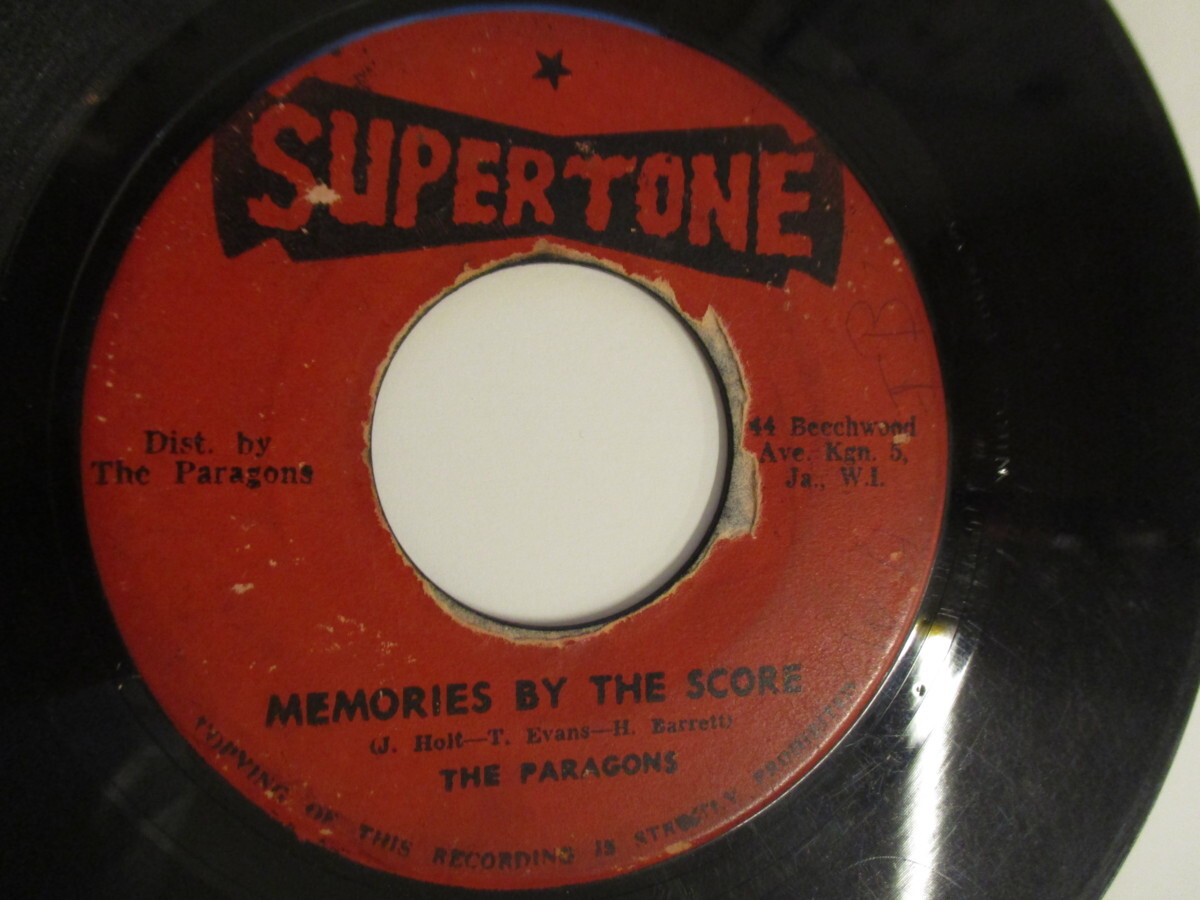 SUPERTONE
Dist. by
The Paragons
44 Beechwood
Ave. Kgn. 5,
Ja., W.I.
MEMORIES BY THE SCORE
(J. Holt—T. Evans—H. Barrett)
THE PARAGONS
COPYING OF THIS RECORDING IS STRICTLY PROHIBITED